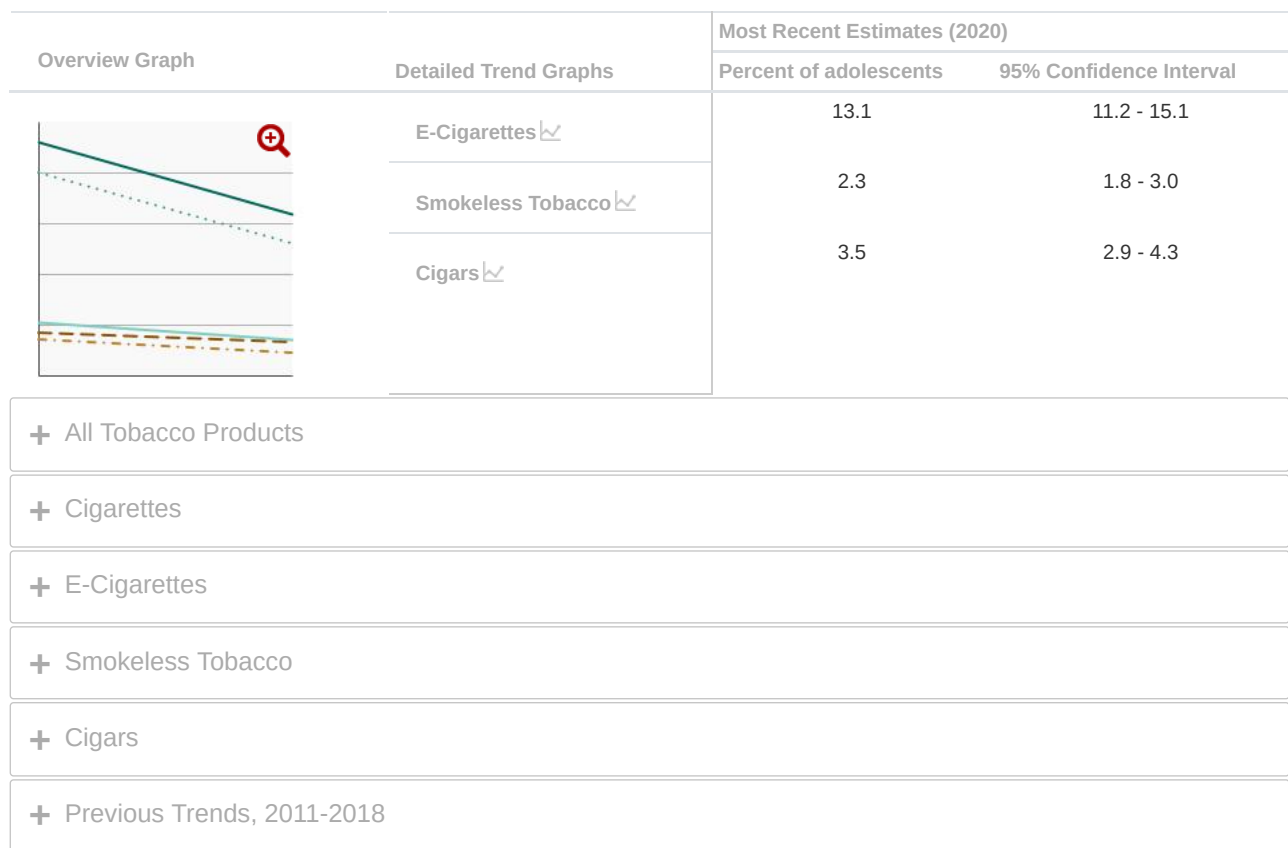 Most Recent Estimates (2020)
Overview Graph
Detailed Trend Graphs
Percent of adolescents
95% Confidence Interval
E-Cigarettes
13.1
11.2 - 15.1
Smokeless Tobacco
2.3
1.8 - 3.0
Cigars
3.5
2.9 - 4.3
+ All Tobacco Products
+ Cigarettes
+ E-Cigarettes
+ Smokeless Tobacco
+ Cigars
+ Previous Trends, 2011-2018